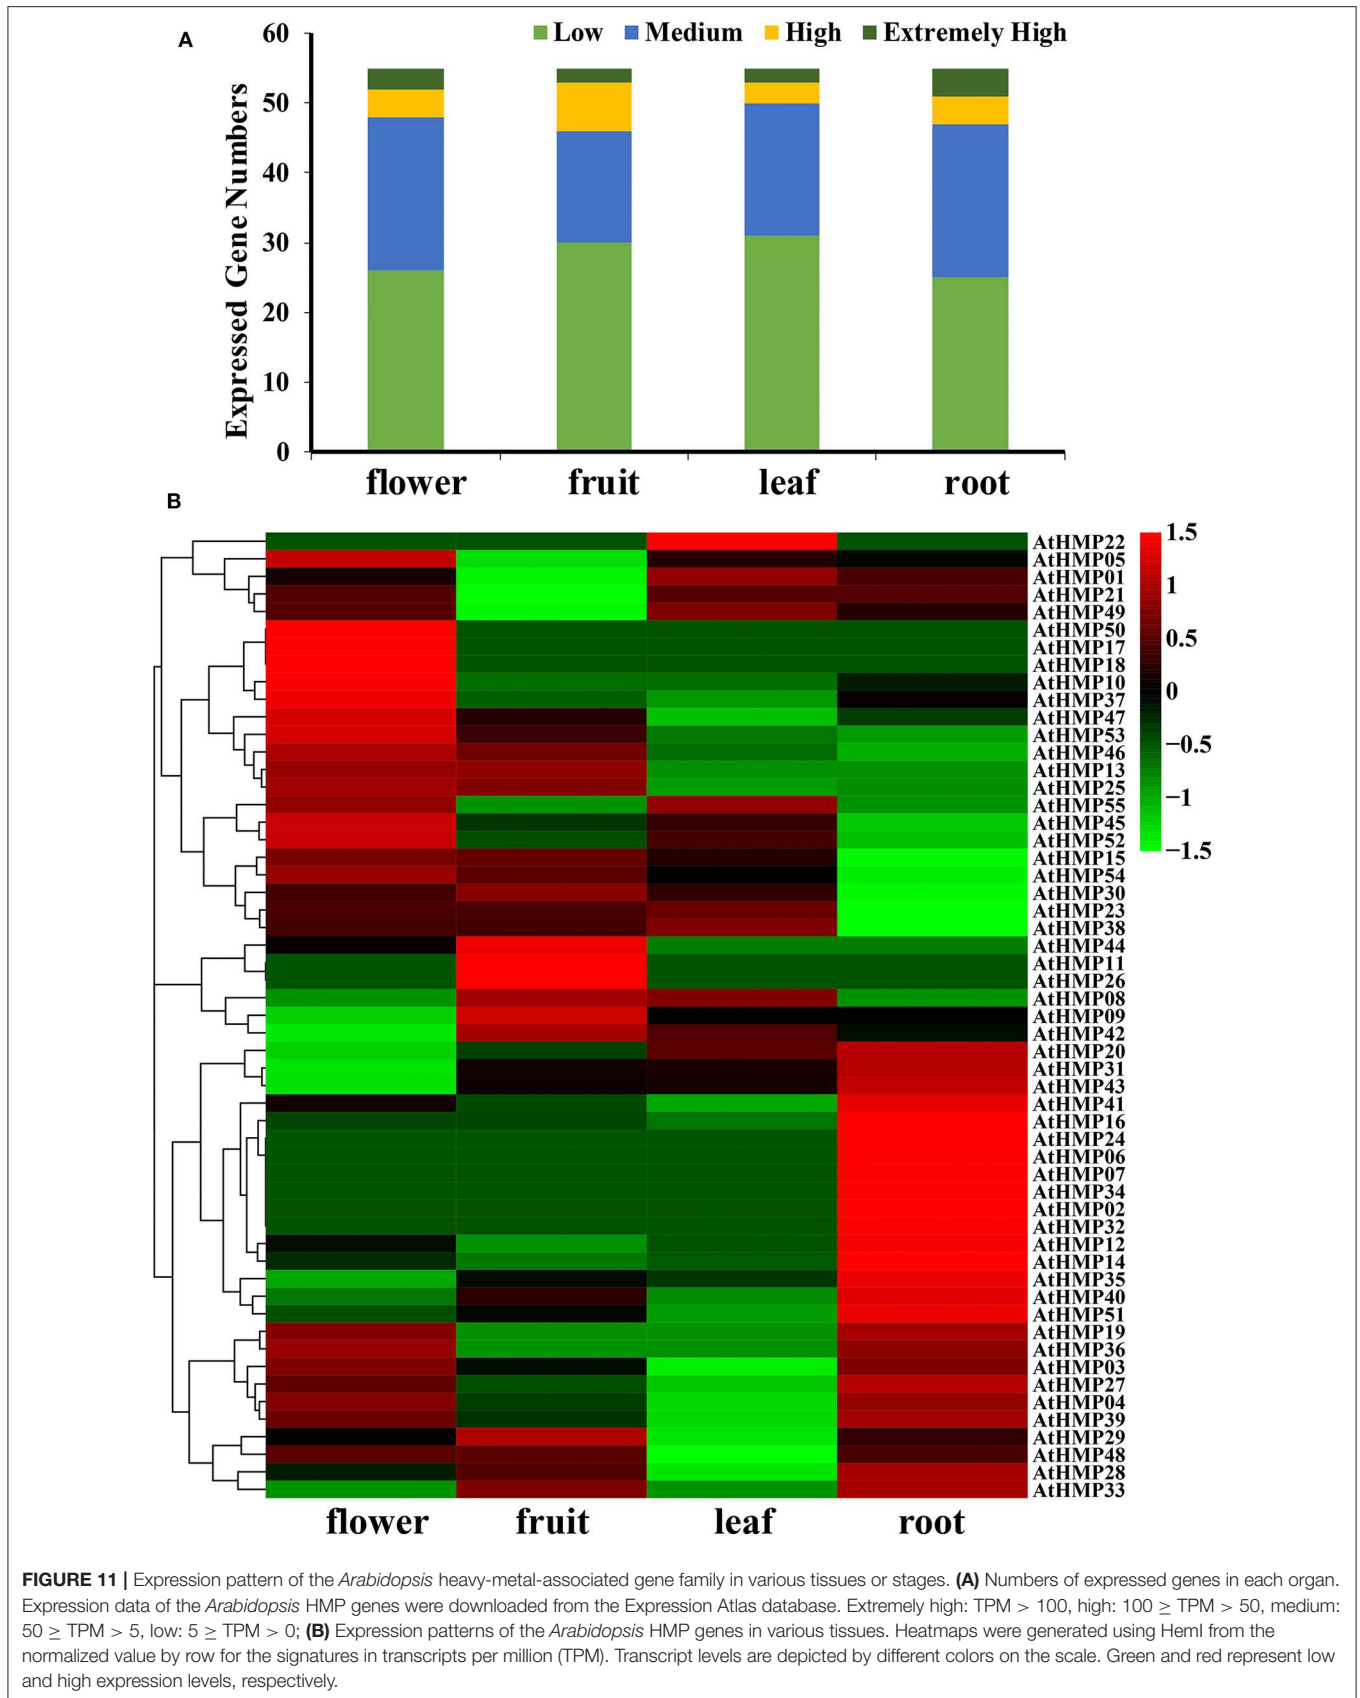 A
Low Medium High Extremely High
60
50
40
30
20
10
0
Expressed Gene Numbers
flower fruit leaf root
B
AtHMP22
AtHMP05
AtHMP01
AtHMP21
AtHMP49
AtHMP50
AtHMP17
AtHMP18
AtHMP10
AtHMP37
AtHMP47
AtHMP53
AtHMP46
AtHMP13
AtHMP25
AtHMP55
AtHMP45
AtHMP52
AtHMP15
AtHMP54
AtHMP30
AtHMP23
AtHMP38
AtHMP44
AtHMP11
AtHMP26
AtHMP08
AtHMP09
AtHMP42
AtHMP20
AtHMP31
AtHMP43
AtHMP41
AtHMP16
AtHMP24
AtHMP06
AtHMP07
AtHMP34
AtHMP02
AtHMP32
AtHMP12
AtHMP14
AtHMP35
AtHMP40
AtHMP51
AtHMP19
AtHMP36
AtHMP03
AtHMP27
AtHMP04
AtHMP39
AtHMP29
AtHMP48
AtHMP28
AtHMP33
1.5
1
0.5
0
−0.5
−1
−1.5
flower fruit leaf root
FIGURE 11 | Expression pattern of the Arabidopsis heavy-metal-associated gene family in various tissues or stages. (A) Numbers of expressed genes in each organ.
Expression data of the Arabidopsis HMP genes were downloaded from the Expression Atlas database. Extremely high: TPM > 100, high: 100 ≥ TPM > 50, medium:
50 ≥ TPM > 5, low: 5 ≥ TPM > 0; (B) Expression patterns of the Arabidopsis HMP genes in various tissues. Heatmaps were generated using HemI from the
normalized value by row for the signatures in transcripts per million (TPM). Transcript levels are depicted by different colors on the scale. Green and red represent low
and high expression levels, respectively.